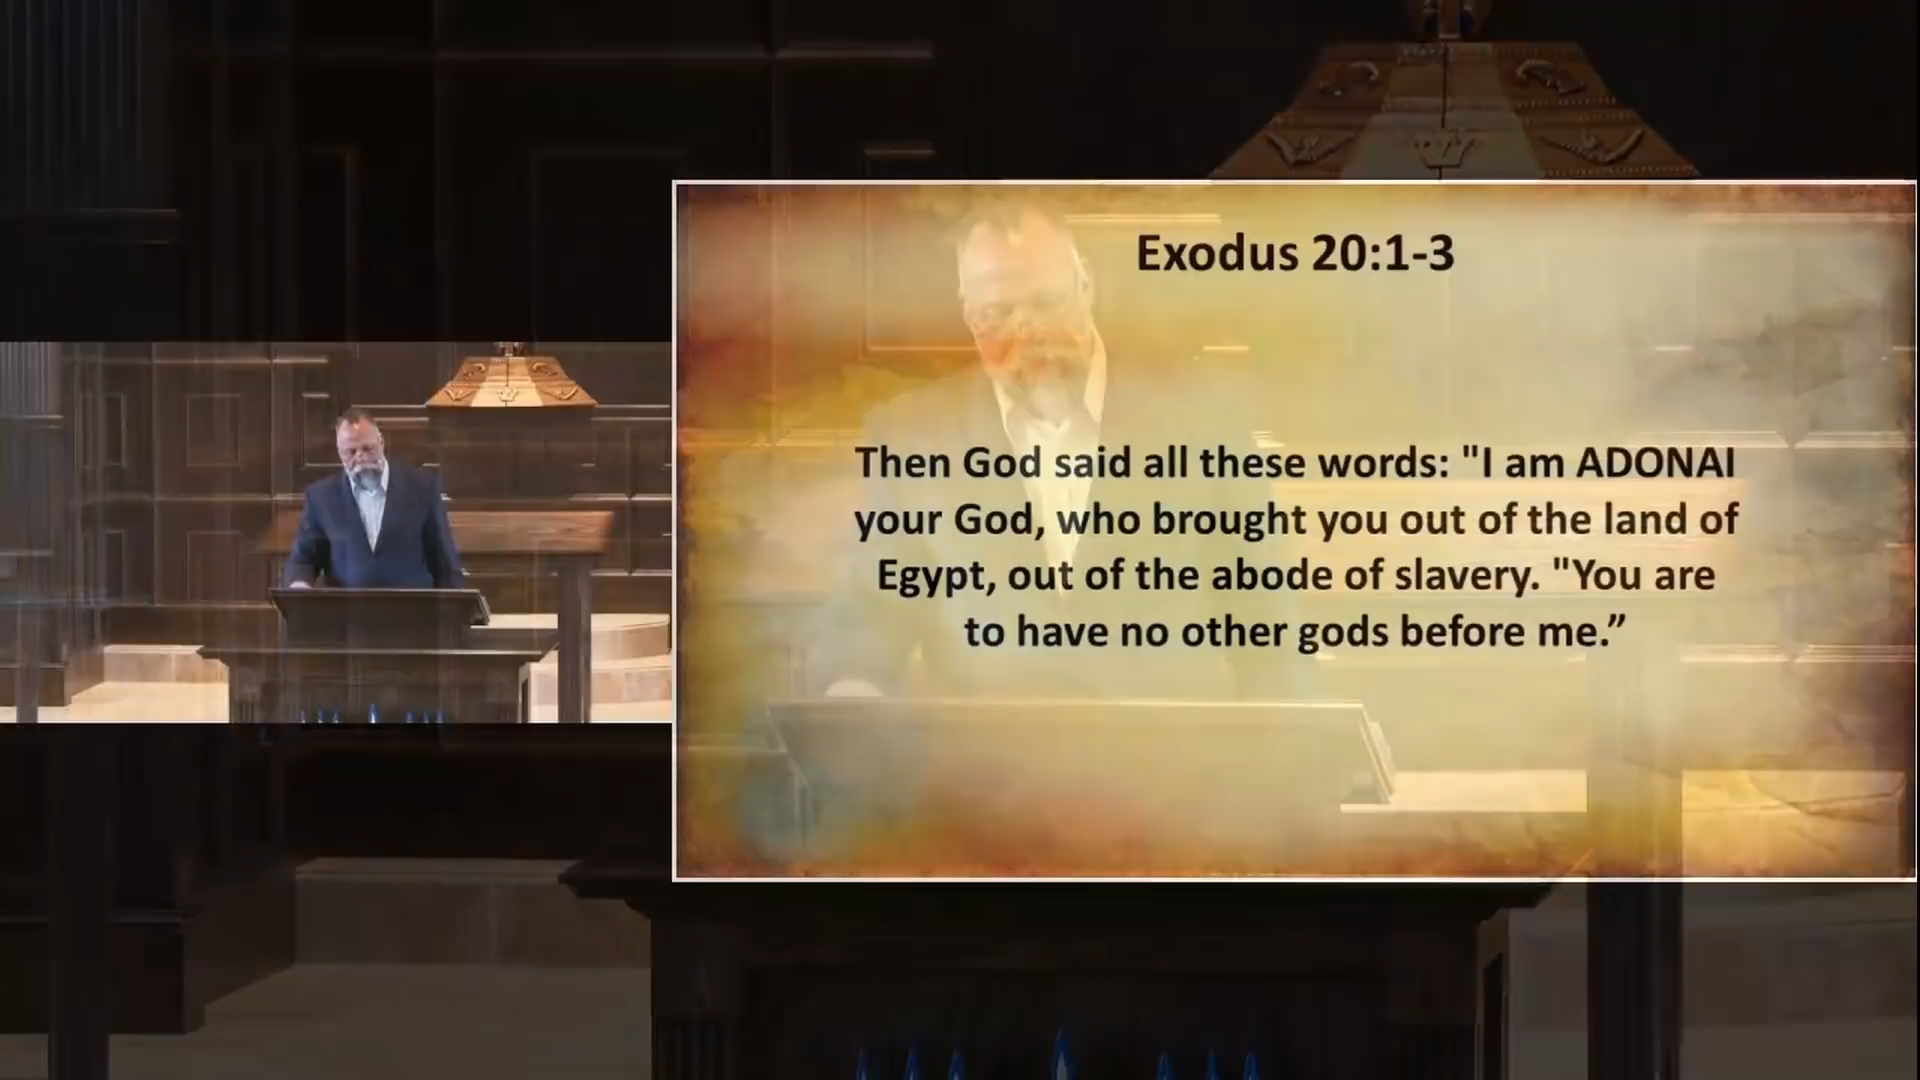 Exodus 20:1-3
Then God said all these words: "I am ADONAI
your God, who brought you out of the land of
Egypt, out of the abode of slavery. "You are
to have no other gods before me.”